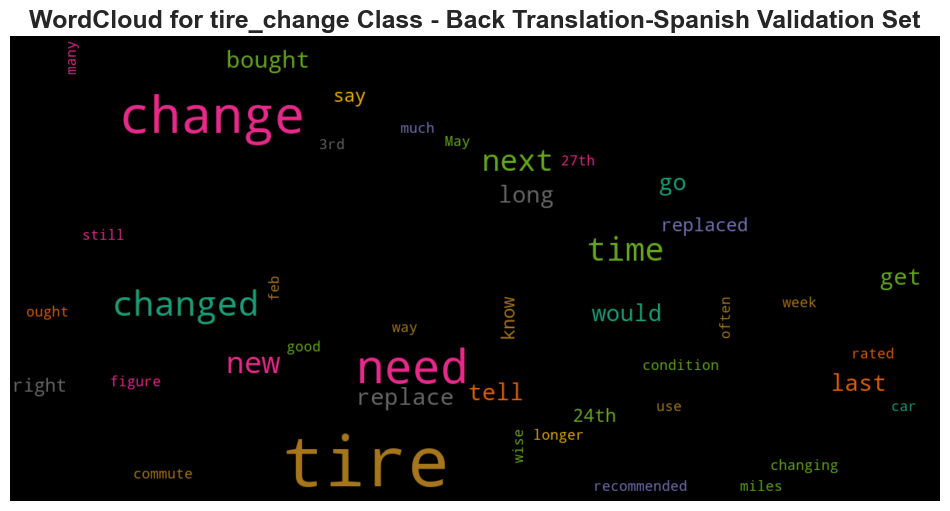 WordCloud for tire_change Class - Back Translation-Spanish Validation Set
many
bought
say
change
much
3rd
May
next
27th
go
long
replaced
still
time
get
feb
changed
know
would
often
week
ought
way
good
new
need
condition
rated
right
figure
replace
tell
last
24th
use
car
wise
longer
tire
commute
changing
recommended
miles